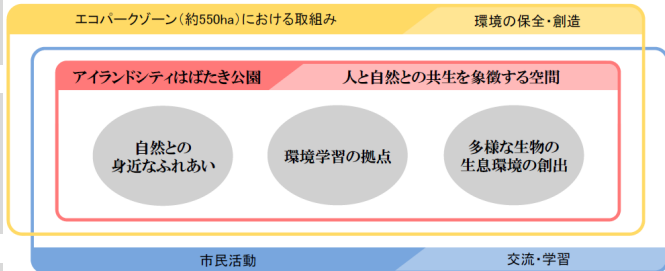 エコパークゾーン(約550ha)における取組み
環境の保全・創造
アイランドシティはばたき公園
人と自然との共生を象徴する空間
自然との
身近なふれあい
環境学習の拠点
多様な生物の
生息環境の創出
市民活動
交流・学習